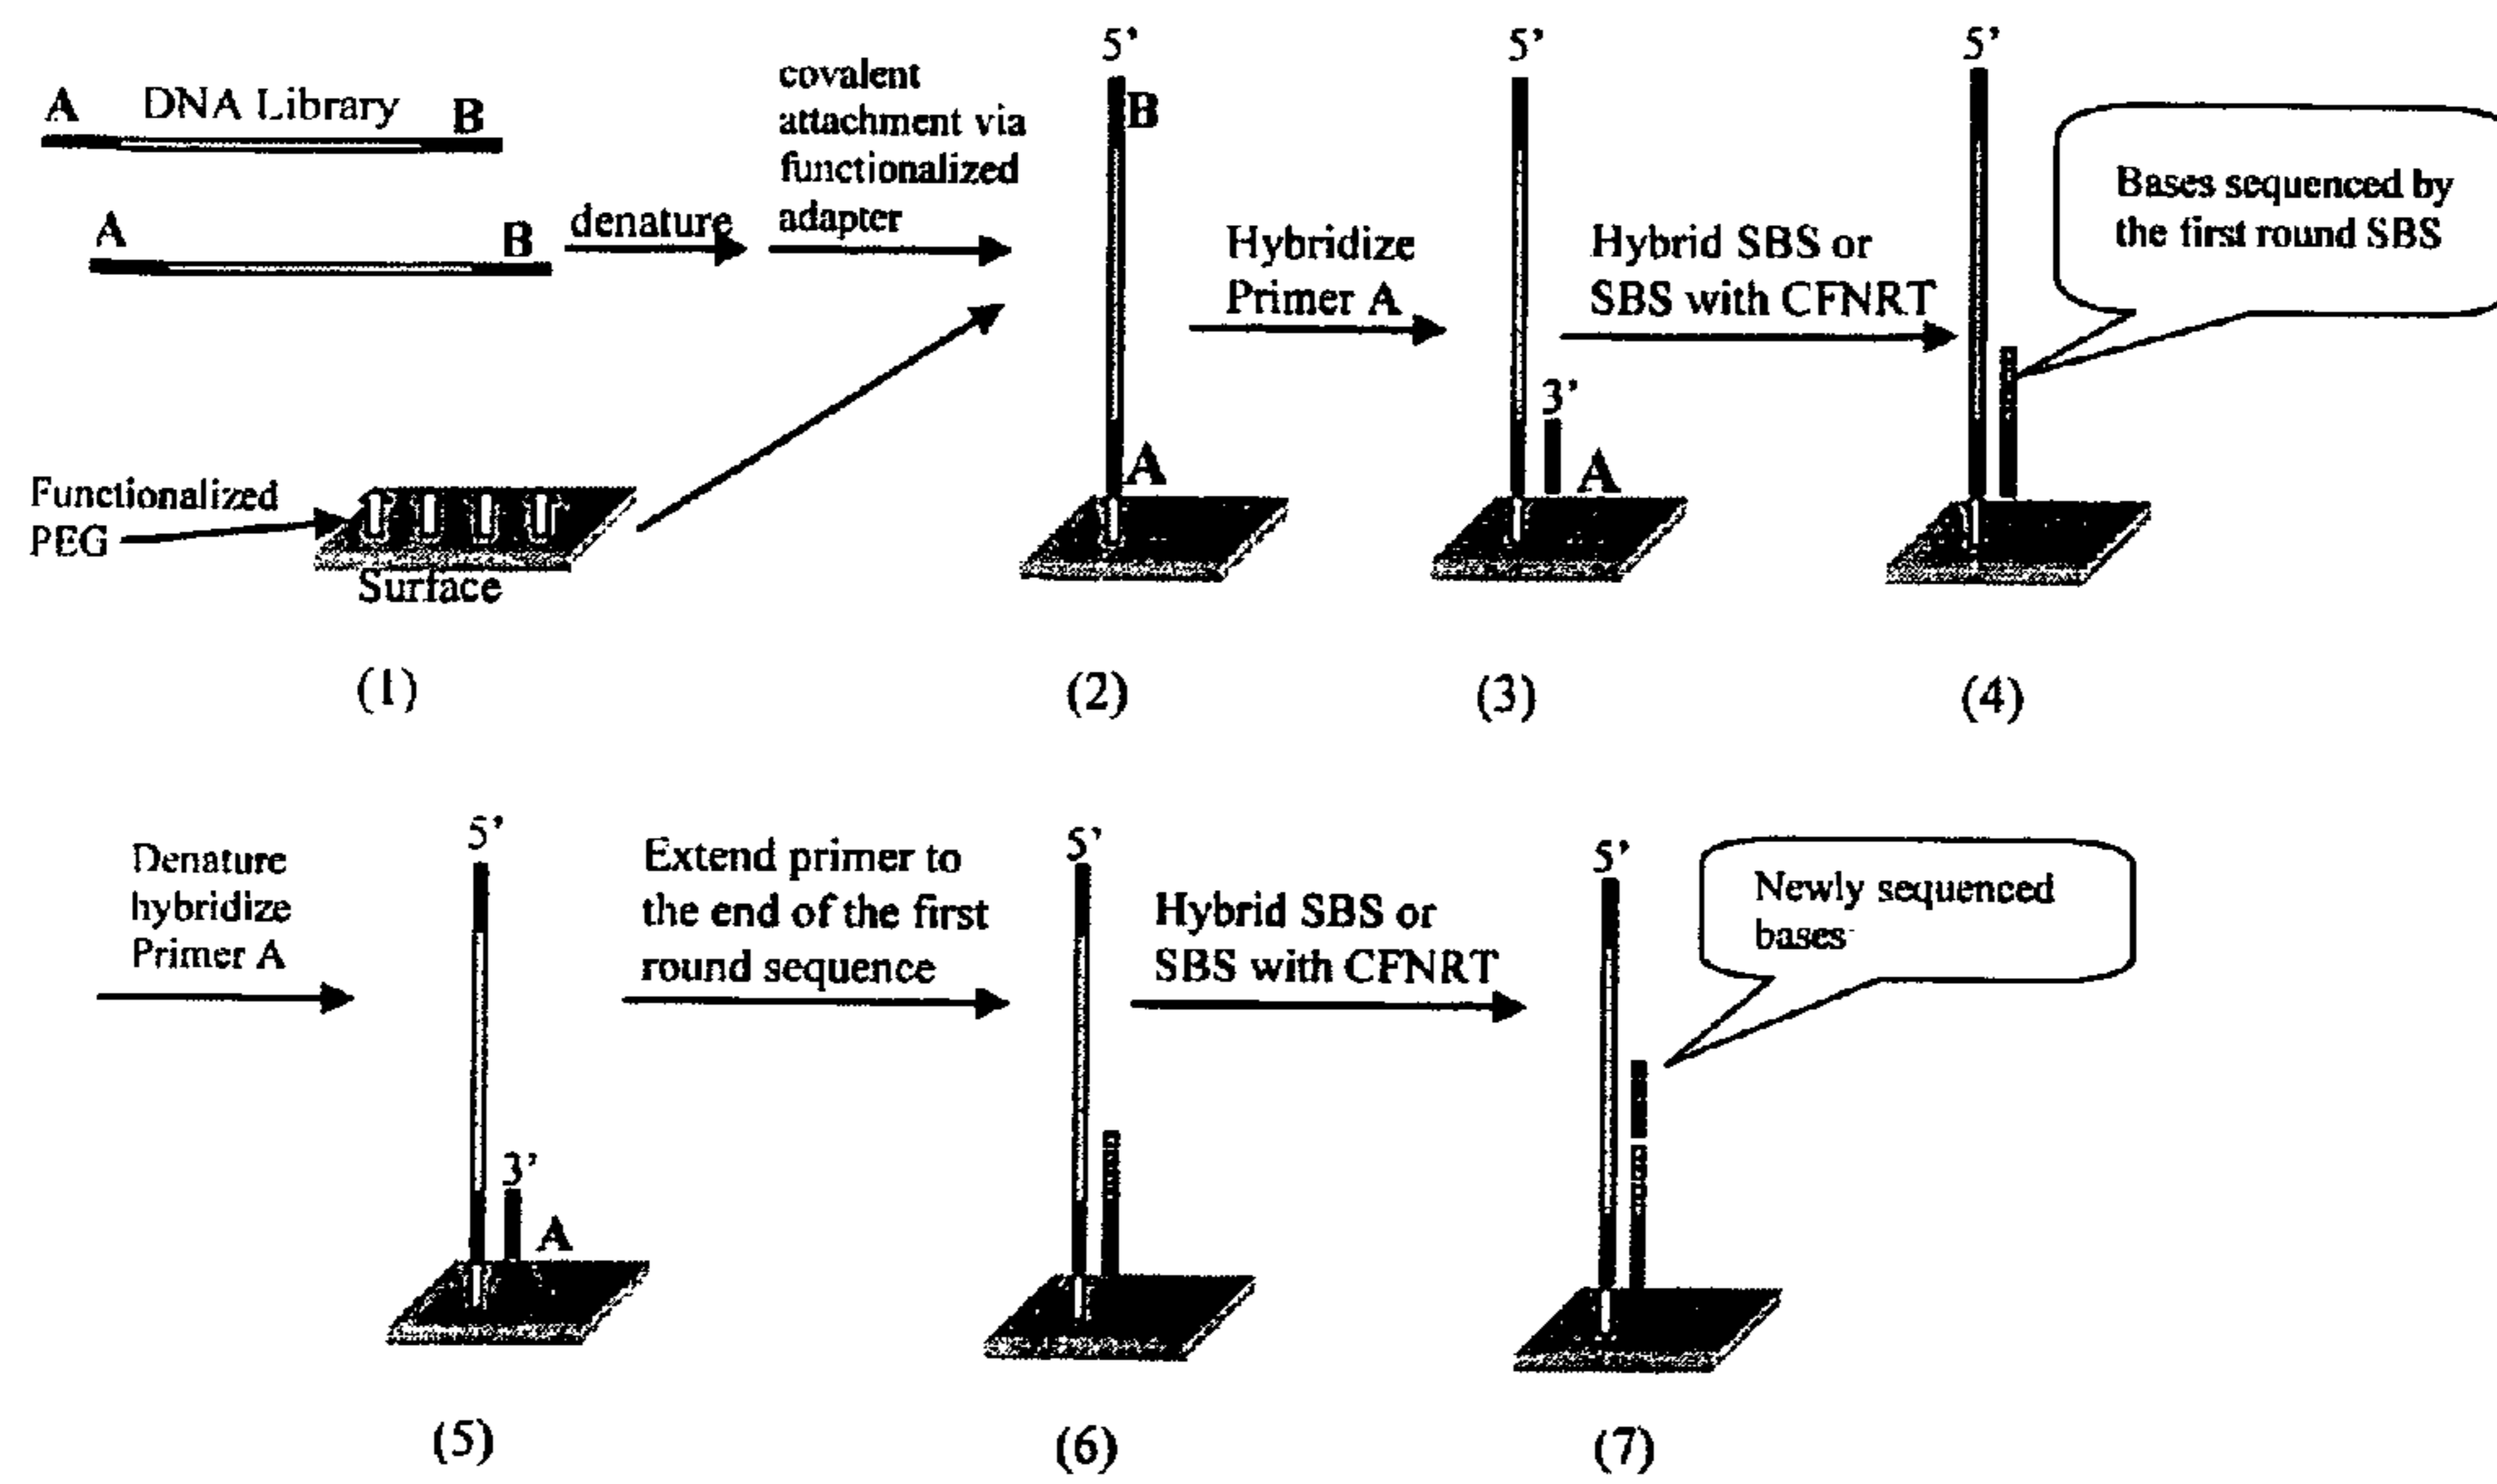 A DNA Library B
A B
denature
covalent
attachment via
functionalized
adapter
Functionalized
PEG
Surface
(1)
5’
B
A
(2)
Hybridize
Primer A
5’
3’
A
(3)
Hybrid SBS or
SBS with CFNRT
5’
Bases sequenced by
the first round SBS
(4)
Denature
hybridize
Primer A
5’
3’
A
(5)
Extend primer to
the end of the first
round sequence
5’
(6)
Hybrid SBS or
SBS with CFNRT
5’
Newly sequenced
bases
(7)